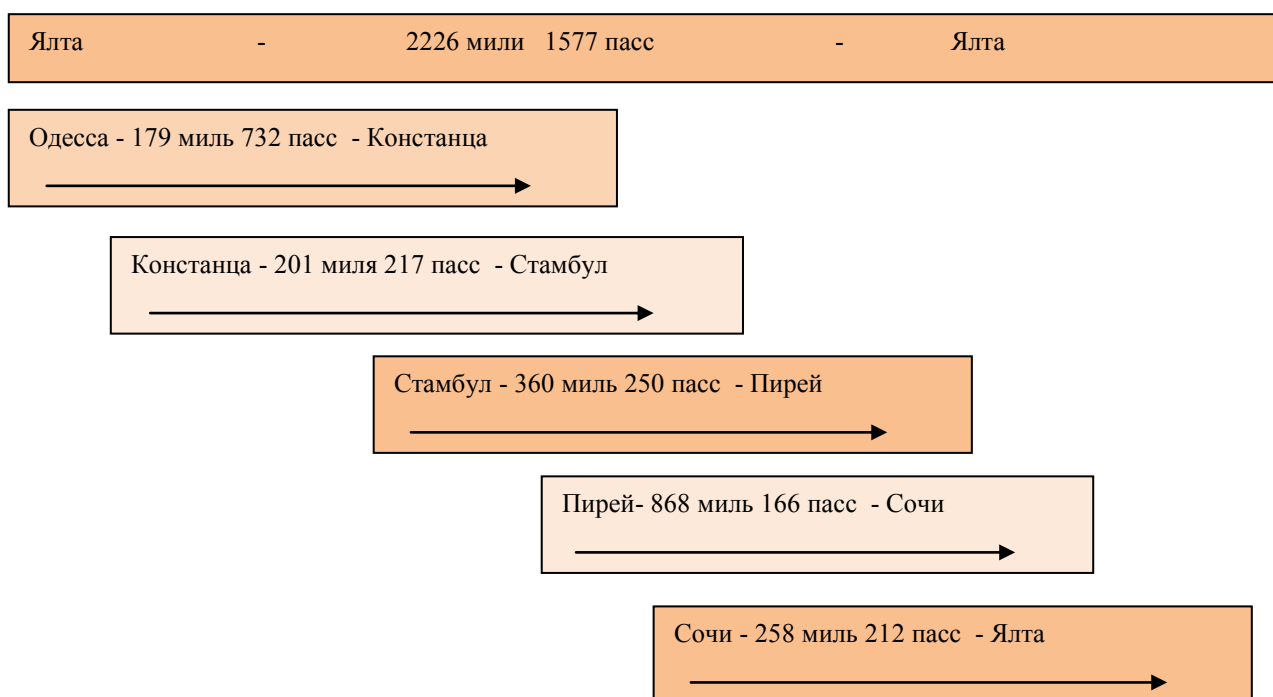 Ялта - 2226 мили 1577 пасс - Ялта
Одесса - 179 миль 732 пасс - Констанца
Констанца - 201 миля 217 пасс - Стамбул
Стамбул - 360 миль 250 пасс - Пирей
Пирей- 868 миль 166 пасс - Сочи
Сочи - 258 миль 212 пасс - Ялта